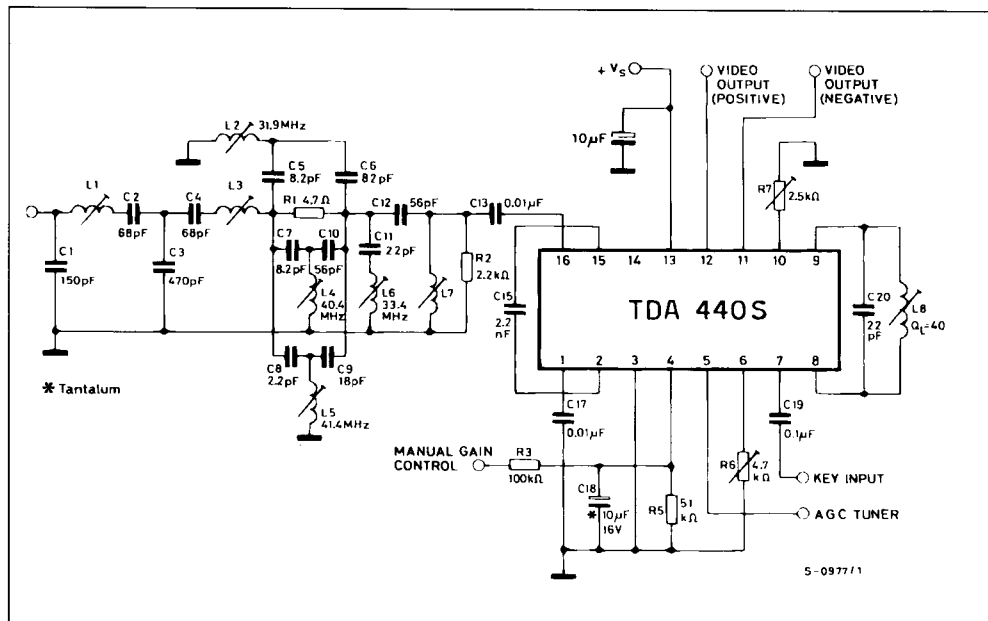 + Vs
VIDEO
OUTPUT
(POSITIVE)
VIDEO
OUTPUT
(NEGATIVE)
10µF
L2
31.9MHz
C5
8.2pF
C6
82pF
R7
2.5kΩ
L1
C2
68pF
C4
68pF
L3
R1 4.7Ω
C12
56pF
C13
0.01µF
C7
8.2pF
C10
56pF
C11
22pF
R2
2.2kΩ
C1
150pF
C3
470pF
L4
40.4
MHz
L6
33.4
MHz
L7
C8
2.2pF
C9
18pF
L5
41.4MHz
* Tantalum
C15
2.2
nF
16 15 14 13 12 11 10 9
TDA 440S
1 2 3 4 5 6 7 8
C20
22
pF
L8
QL=40
C17
0.01µF
C19
0.1µF
MANUAL GAIN
CONTROL
R3
100kΩ
C18
*
10µF
16V
R5
51
kΩ
R6
4.7
kΩ
KEY INPUT
AGC TUNER
S-0977/1